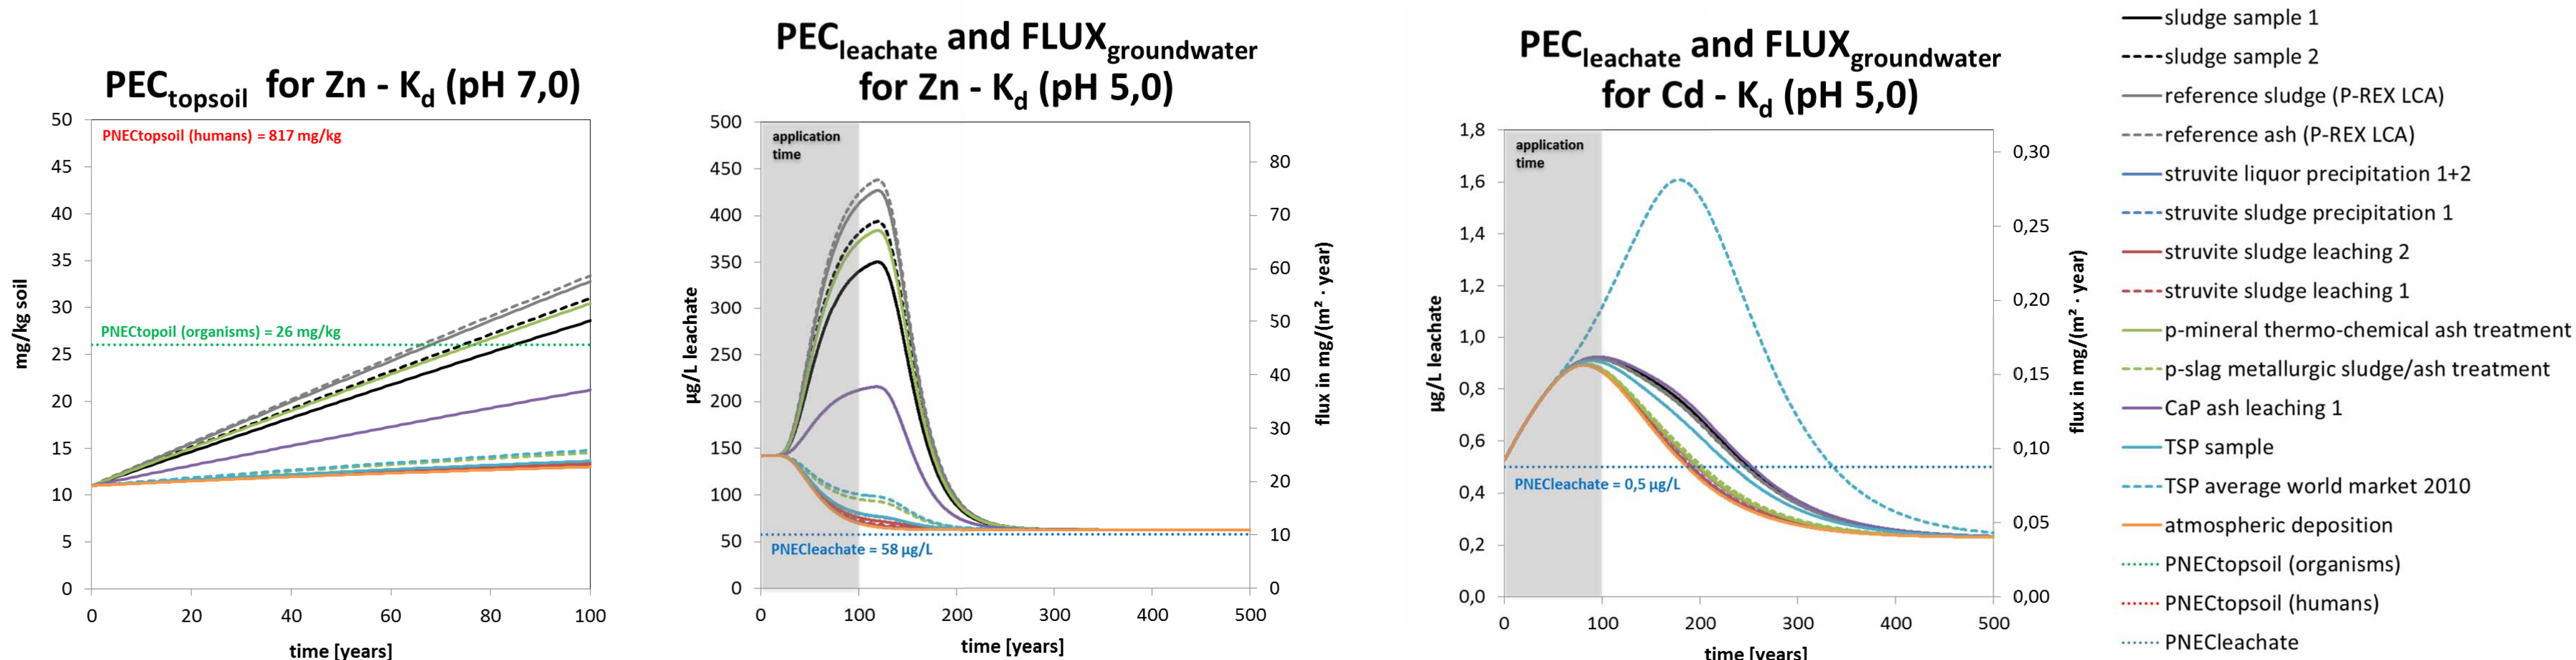 PECtopsoil for Zn - Kd (pH 7,0)
50
45
40
35
30
25
20
15
10
5
0
mg/kg soil
PNECtopsoil (humans) = 817 mg/kg
PNECtopoil (organisms) = 26 mg/kg
0 20 40 60 80 100
time [years]
PECleachate and FLUXgroundwater
for Zn - Kd (pH 5,0)
500
450
400
350
300
250
200
150
100
50
0
µg/L leachate
application
time
PNECleachate = 58 µg/L
80
70
60
50
40
30
20
10
0
flux in mg/(m² · year)
0 100 200 300 400 500
time [years]
PECleachate and FLUXgroundwater
for Cd - Kd (pH 5,0)
1,8
1,6
1,4
1,2
1,0
0,8
0,6
0,4
0,2
0,0
µg/L leachate
application
time
PNECleachate = 0,5 µg/L
0,30
0,25
0,20
0,15
0,10
0,05
0,00
flux in mg/(m² · year)
0 100 200 300 400 500
time [years]
sludge sample 1
sludge sample 2
reference sludge (P-REX LCA)
reference ash (P-REX LCA)
struvite liquor precipitation 1+2
struvite sludge precipitation 1
struvite sludge leaching 2
struvite sludge leaching 1
p-mineral thermo-chemical ash treatment
p-slag metallurgic sludge/ash treatment
CaP ash leaching 1
TSP sample
TSP average world market 2010
atmospheric deposition
PNECtopsoil (organisms)
PNECtopsoil (humans)
PNECleachate